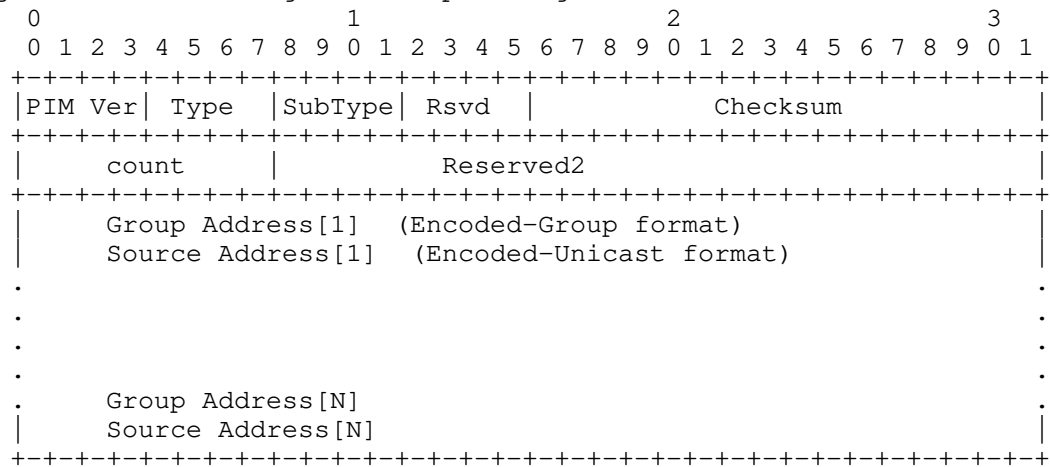 0                   1                   2                   3
 0 1 2 3 4 5 6 7 8 9 0 1 2 3 4 5 6 7 8 9 0 1 2 3 4 5 6 7 8 9 0 1
+-+-+-+-+-+-+-+-+-+-+-+-+-+-+-+-+-+-+-+-+-+-+-+-+-+-+-+-+-+-+-+-+
|PIM Ver| Type  |SubType| Rsvd  |           Checksum            |
+-+-+-+-+-+-+-+-+-+-+-+-+-+-+-+-+-+-+-+-+-+-+-+-+-+-+-+-+-+-+-+-+
|     count     |          Reserved2                            |
+-+-+-+-+-+-+-+-+-+-+-+-+-+-+-+-+-+-+-+-+-+-+-+-+-+-+-+-+-+-+-+-+
|     Group Address[1]  (Encoded-Group format)                  |
|     Source Address[1]  (Encoded-Unicast format)               |
.                                                               .
.                                                               .
.                                                               .
.                                                               .
.     Group Address[N]                                          .
|     Source Address[N]                                         |
+-+-+-+-+-+-+-+-+-+-+-+-+-+-+-+-+-+-+-+-+-+-+-+-+-+-+-+-+-+-+-+-+